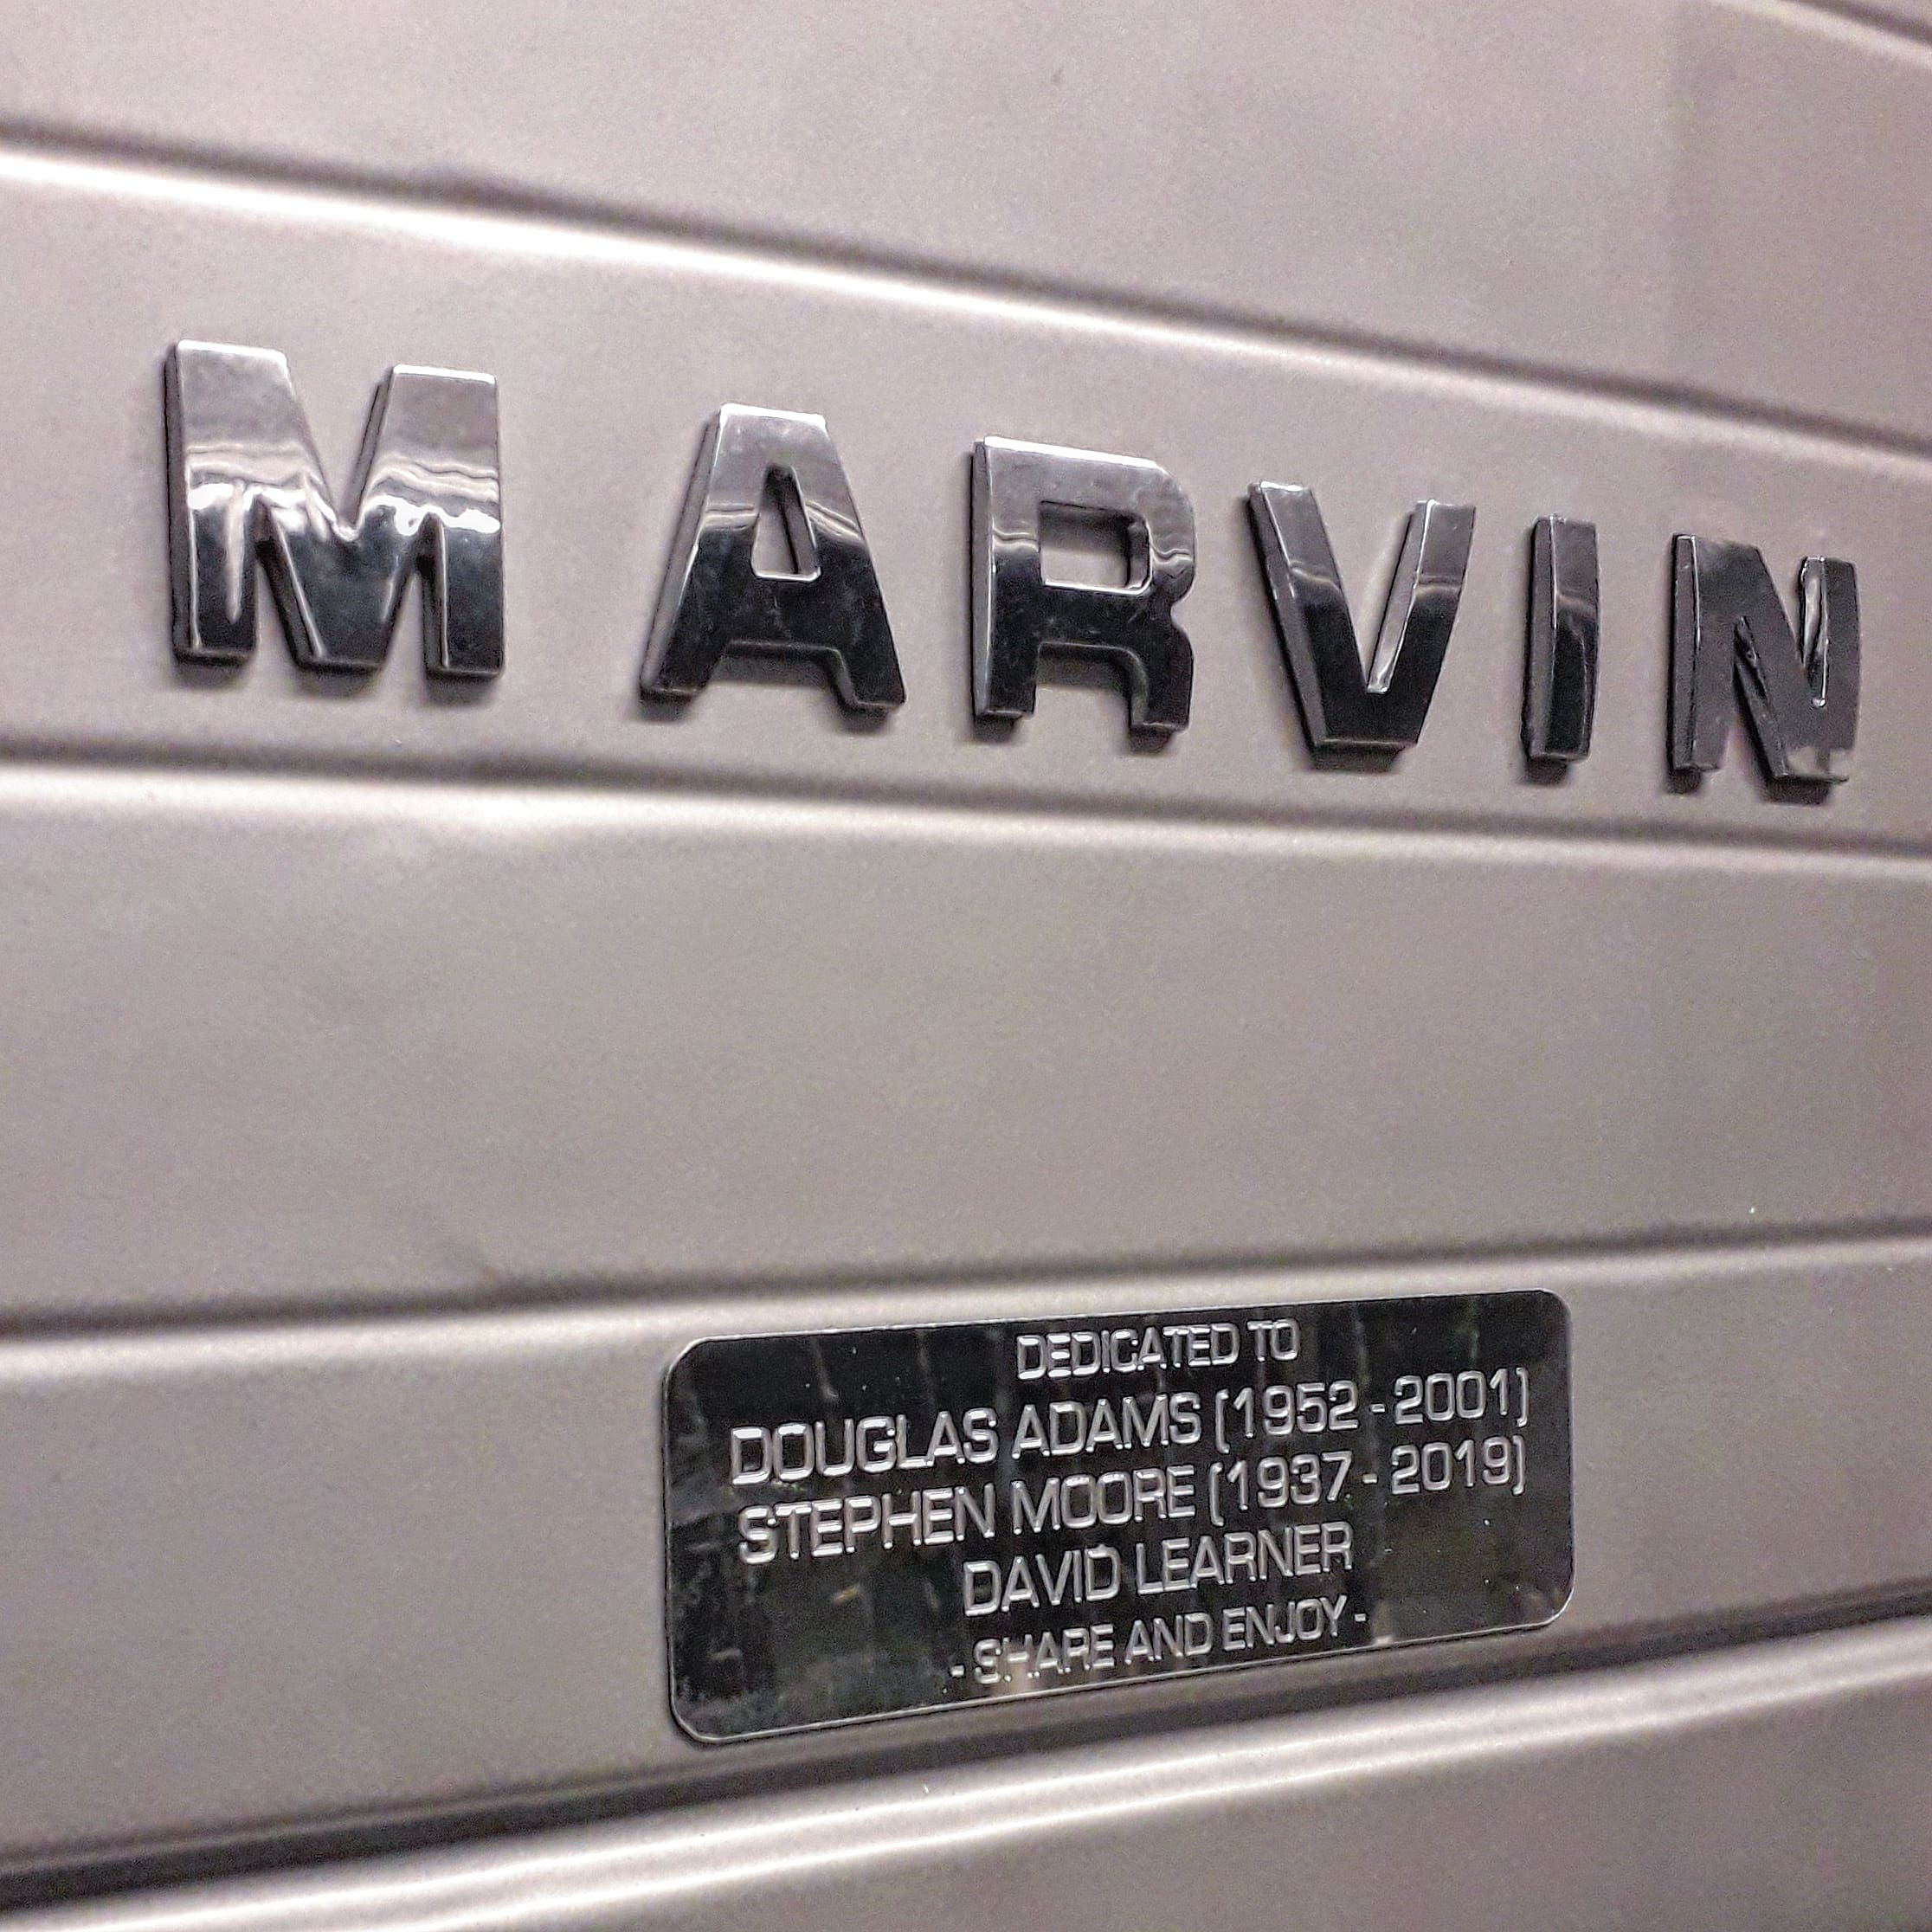 MARVIN
DEDICATED TO
DOUGLAS ADAMS (1952 - 2001)
STEPHEN MOORE (1937 - 2019)
DAVID LEARNER
- SHARE AND ENJOY -